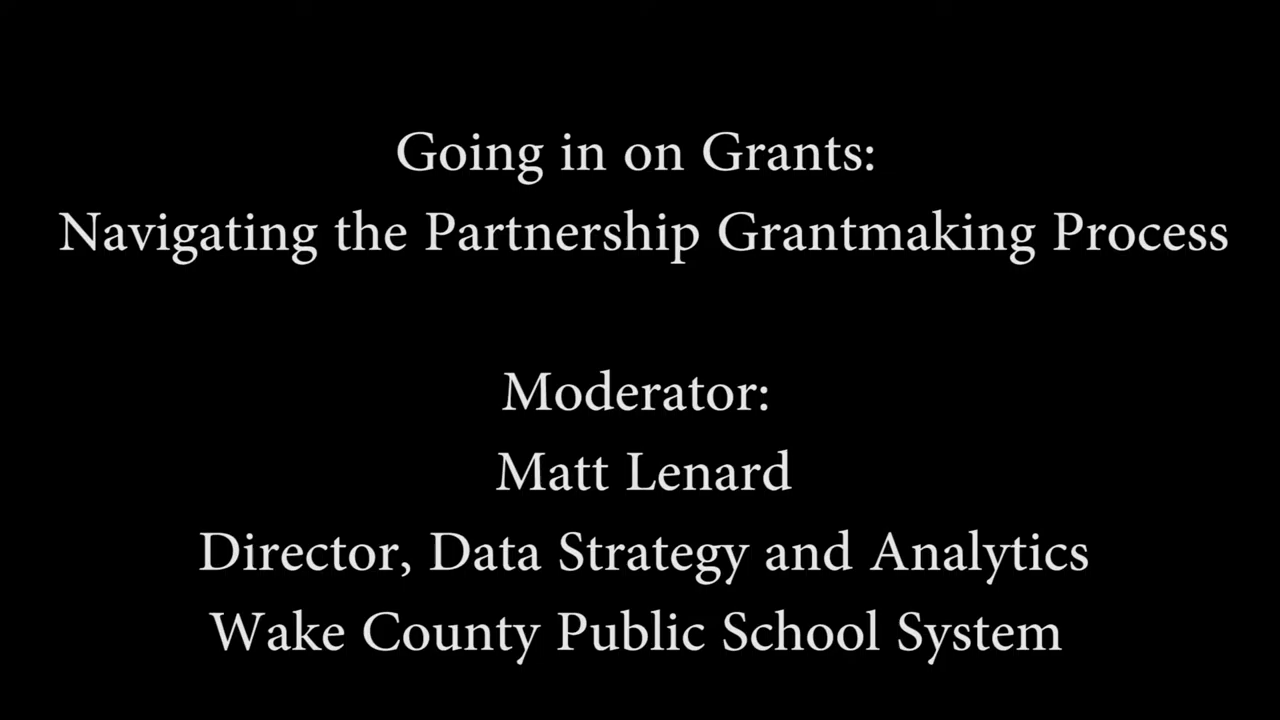 Going in on Grants:
Navigating the Partnership Grantmaking Process
Moderator:
Matt Lenard
Director, Data Strategy and Analytics
Wake County Public School System